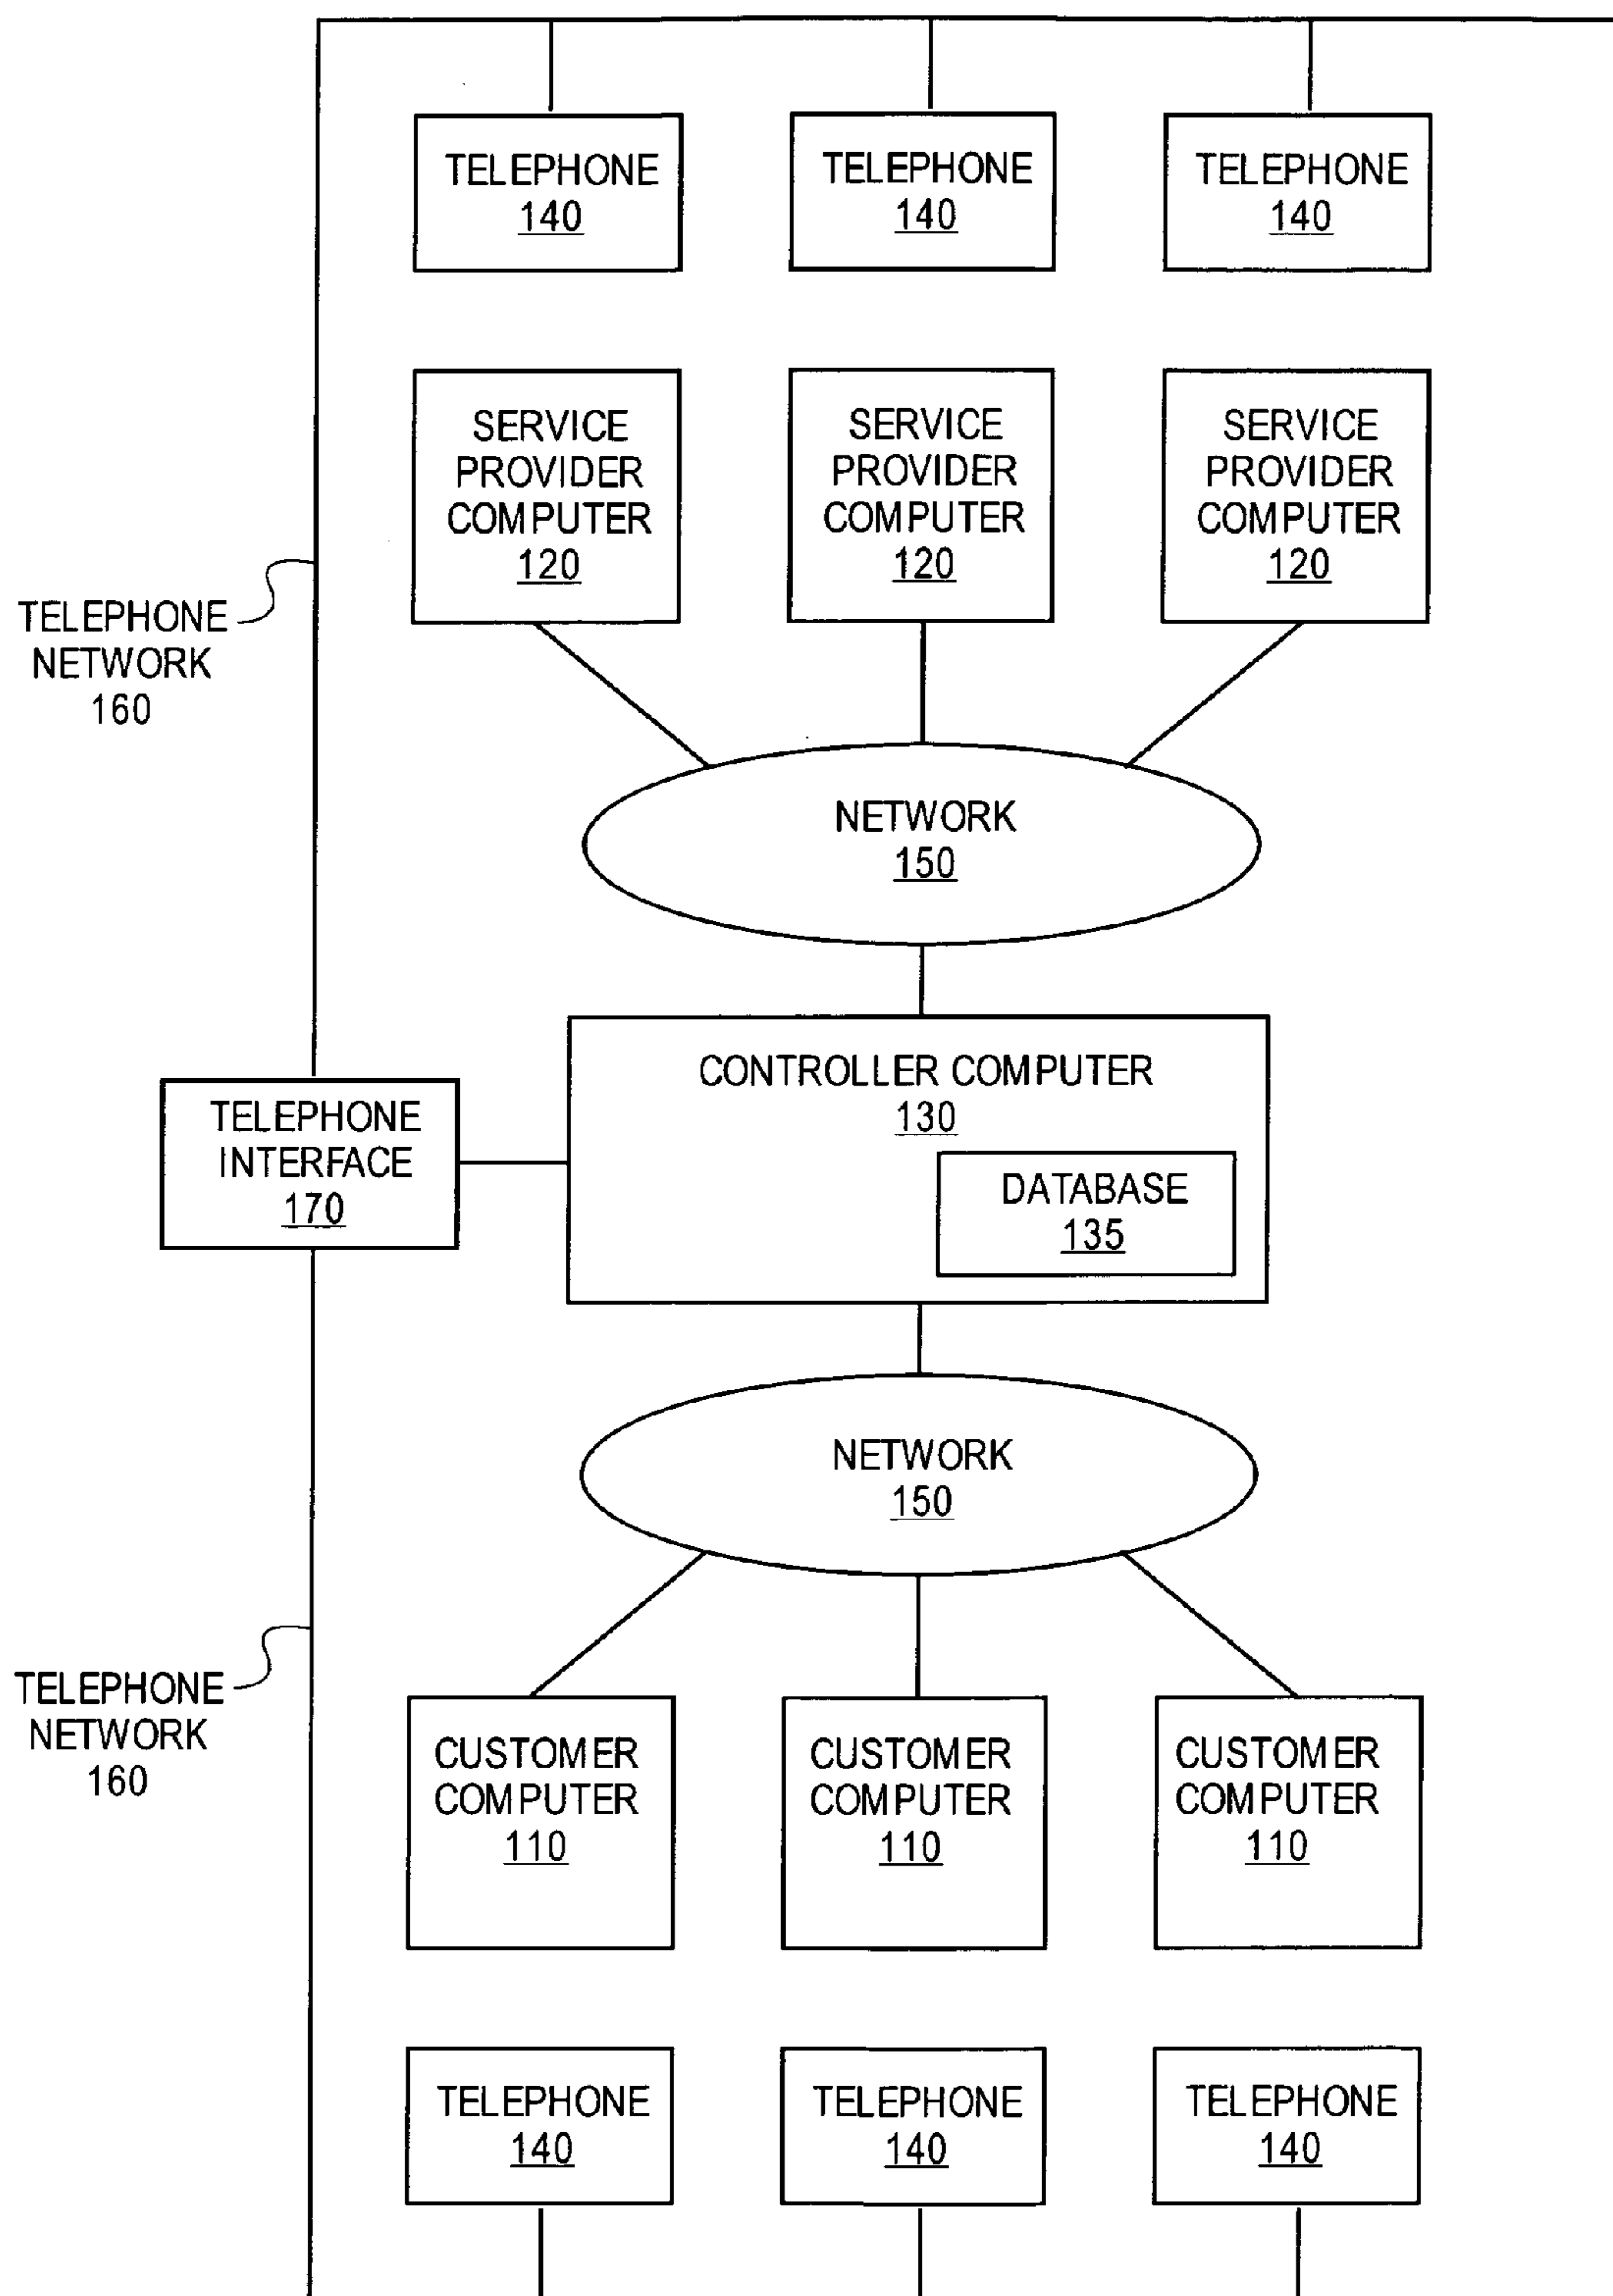 TELEPHONE
140
TELEPHONE
140
TELEPHONE
140
SERVICE
PROVIDER
COMPUTER
120
SERVICE
PROVIDER
COMPUTER
120
SERVICE
PROVIDER
COMPUTER
120
TELEPHONE
NETWORK
160
NETWORK
150
CONTROLLER COMPUTER
130
TELEPHONE
INTERFACE
170
DATABASE
135
NETWORK
150
TELEPHONE
NETWORK
160
CUSTOMER
COMPUTER
110
CUSTOMER
COMPUTER
110
CUSTOMER
COMPUTER
110
TELEPHONE
140
TELEPHONE
140
TELEPHONE
140